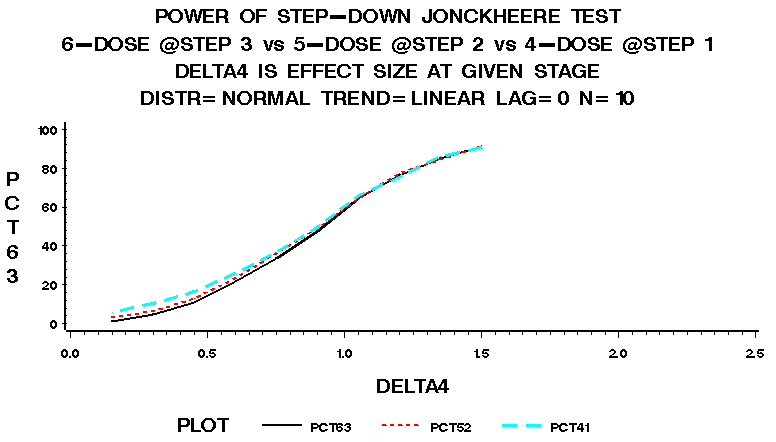 POWER OF STEP-DOWN JONCKHEERE TEST
6-DOSE @STEP 3 vs 5-DOSE @STEP 2 vs 4-DOSE @STEP 1
DELTA4 IS EFFECT SIZE AT GIVEN STAGE
DISTR= NORMAL TREND= LINEAR LAG= 0 N= 10
PCT63
100
80
60
40
20
0
0.0 0.5 1.0 1.5 2.0 2.5
DELTA4
PLOT PCT63 PCT52 PCT41